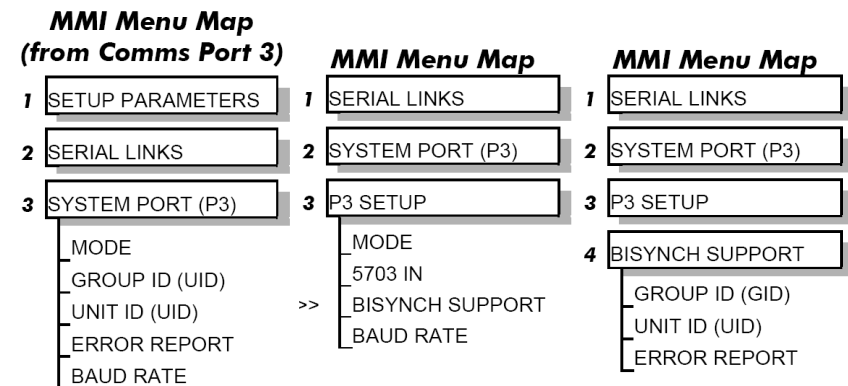 MMI Menu Map
(from Comms Port 3)
1 SETUP PARAMETERS
2 SERIAL LINKS
3 SYSTEM PORT (P3)
MODE
GROUP ID (UID)
UNIT ID (UID)
ERROR REPORT
BAUD RATE
MMI Menu Map
1 SERIAL LINKS
2 SYSTEM PORT (P3)
3 P3 SETUP
MODE
5703 IN
>> BISYNCH SUPPORT
BAUD RATE
MMI Menu Map
1 SERIAL LINKS
2 SYSTEM PORT (P3)
3 P3 SETUP
4 BISYNCH SUPPORT
GROUP ID (GID)
UNIT ID (UID)
ERROR REPORT